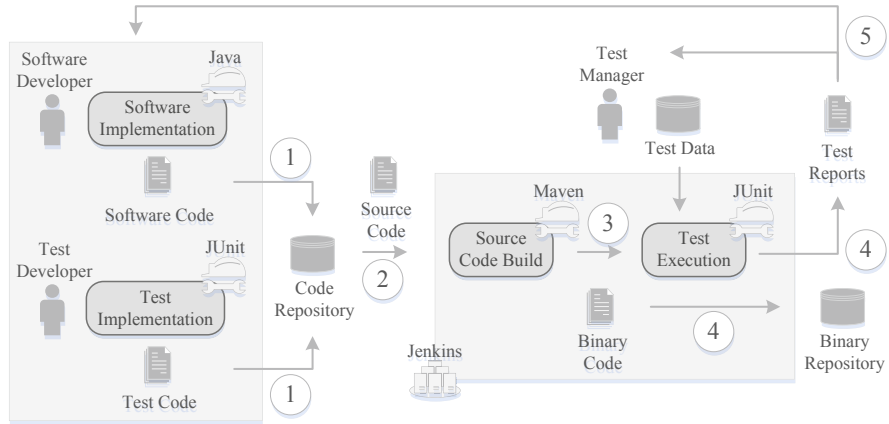 Software
Developer
Java
Software
Implementation
1
Software Code
Test
Developer
JUnit
Test
Implementation
Test Code
1
Code
Repository
Source
Code
2
Jenkins
Maven
Source
Code Build
3
Test
Manager
Test Data
JUnit
Test
Execution
Binary
Code
4
Binary
Repository
4
Test
Reports
5